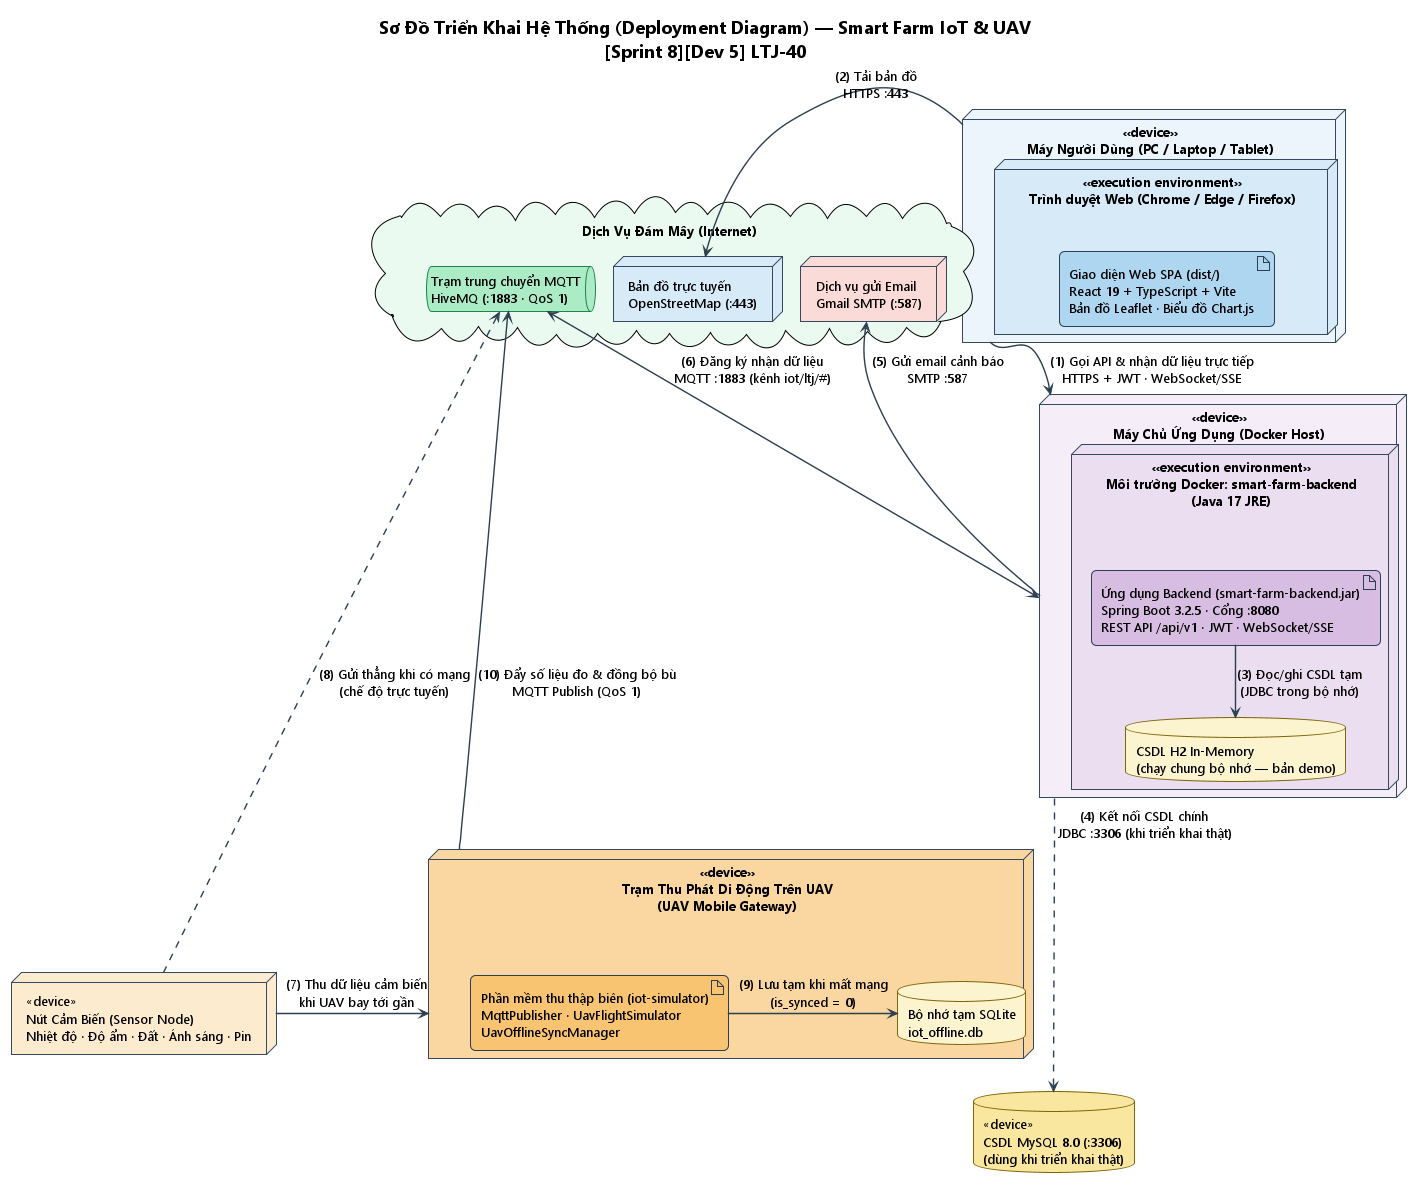 Sơ Đồ Triển Khai Hệ Thống (Deployment Diagram) — Smart Farm IoT & UAV
[Sprint 8][Dev 5] LTJ-40
(2) Tải bản đồ
HTTPS :443
«device»
Máy Người Dùng (PC / Laptop / Tablet)
«execution environment»
Trình duyệt Web (Chrome / Edge / Firefox)
Giao diện Web SPA (dist/)
React 19 + TypeScript + Vite
Bản đồ Leaflet · Biểu đồ Chart.js
Dịch Vụ Đám Mây (Internet)
Trạm trung chuyển MQTT
HiveMQ (:1883 · QoS 1)
Bản đồ trực tuyến
OpenStreetMap (:443)
Dịch vụ gửi Email
Gmail SMTP (:587)
(6) Đăng ký nhận dữ liệu
MQTT :1883 (kênh iot/ltj/#)
(5) Gửi email cảnh báo
SMTP :587
(1) Gọi API & nhận dữ liệu trực tiếp
HTTPS + JWT · WebSocket/SSE
«device»
Máy Chủ Ứng Dụng (Docker Host)
«execution environment»
Môi trường Docker: smart-farm-backend
(Java 17 JRE)
Ứng dụng Backend (smart-farm-backend.jar)
Spring Boot 3.2.5 · Cổng :8080
REST API /api/v1 · JWT · WebSocket/SSE
(3) Đọc/ghi CSDL tạm
(JDBC trong bộ nhớ)
CSDL H2 In-Memory
(chạy chung bộ nhớ — bản demo)
(8) Gửi thẳng khi có mạng
(chế độ trực tuyến)
(10) Đẩy số liệu đo & đồng bộ bù
MQTT Publish (QoS 1)
(4) Kết nối CSDL chính
JDBC :3306 (khi triển khai thật)
«device»
Trạm Thu Phát Di Động Trên UAV
(UAV Mobile Gateway)
«device»
Nút Cảm Biến (Sensor Node)
Nhiệt độ · Độ ẩm · Đất · Ánh sáng · Pin
(7) Thu dữ liệu cảm biến
khi UAV bay tới gần
Phần mềm thu thập biên (iot-simulator)
MqttPublisher · UavFlightSimulator
UavOfflineSyncManager
(9) Lưu tạm khi mất mạng
(is_synced = 0)
Bộ nhớ tạm SQLite
iot_offline.db
«device»
CSDL MySQL 8.0 (:3306)
(dùng khi triển khai thật)